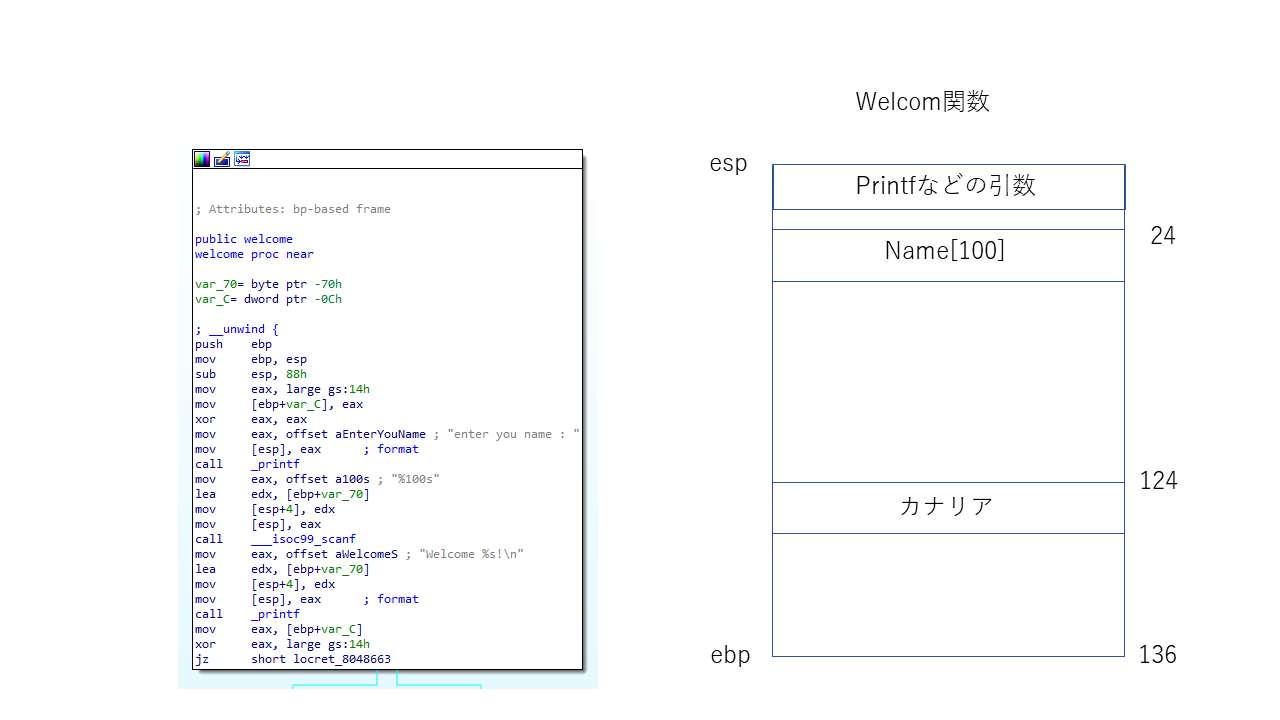 Welcom関数
; Attributes: bp-based frame
public welcome
welcome proc near
var_70= byte ptr -70h
var_C= dword ptr -0Ch
; __unwind {
push ebp
mov ebp, esp
sub esp, 88h
mov eax, large gs:14h
mov [ebp+var_C], eax
xor eax, eax
mov eax, offset aEnterYouName ; "enter you name : "
mov [esp], eax ; format
call _printf
mov eax, offset a100s ; "%100s"
lea edx, [ebp+var_70]
mov [esp+4], edx
mov [esp], eax
call ___isoc99_scanf
mov eax, offset aWelcomeS ; "Welcome %s!\n"
lea edx, [ebp+var_70]
mov [esp+4], edx
mov [esp], eax ; format
call _printf
mov eax, [ebp+var_C]
xor eax, large gs:14h
jz short locret_8048663
esp
Printfなどの引数
24
Name[100]
124
カナリア
ebp
136